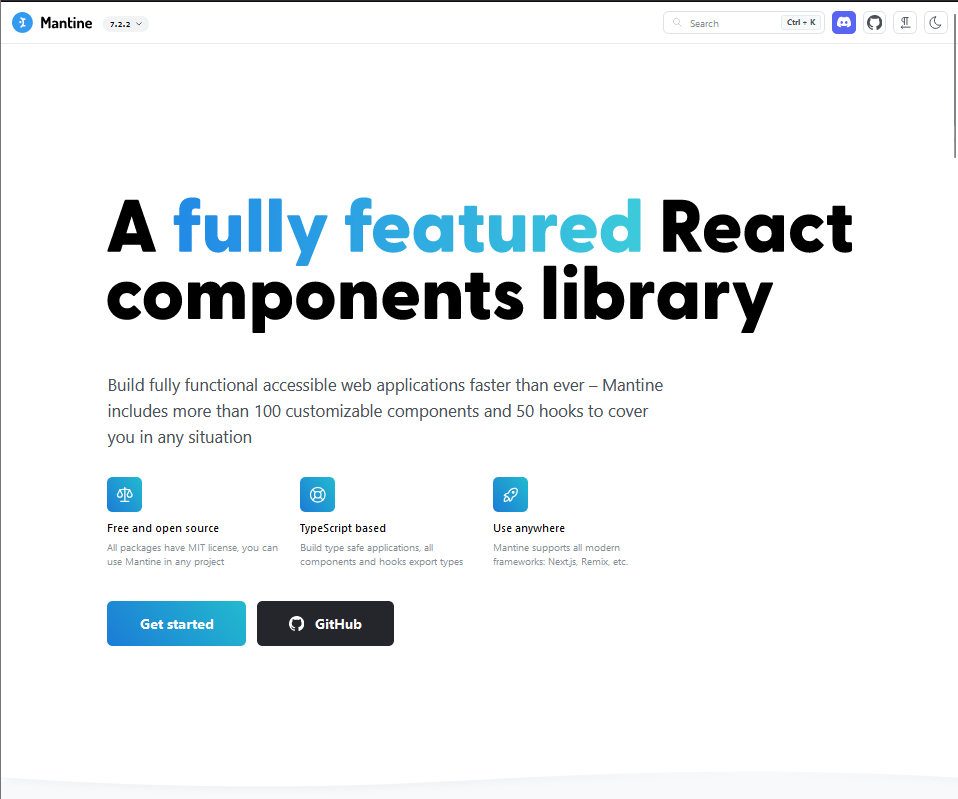 Mantine
7.2.2
Search
Ctrl + K
A fully featured React
components library
Build fully functional accessible web applications faster than ever – Mantine
includes more than 100 customizable components and 50 hooks to cover
you in any situation
Free and open source
All packages have MIT license, you can
use Mantine in any project
TypeScript based
Build type safe applications, all
components and hooks export types
Use anywhere
Mantine supports all modern
frameworks: Next.js, Remix, etc.
Get started
GitHub